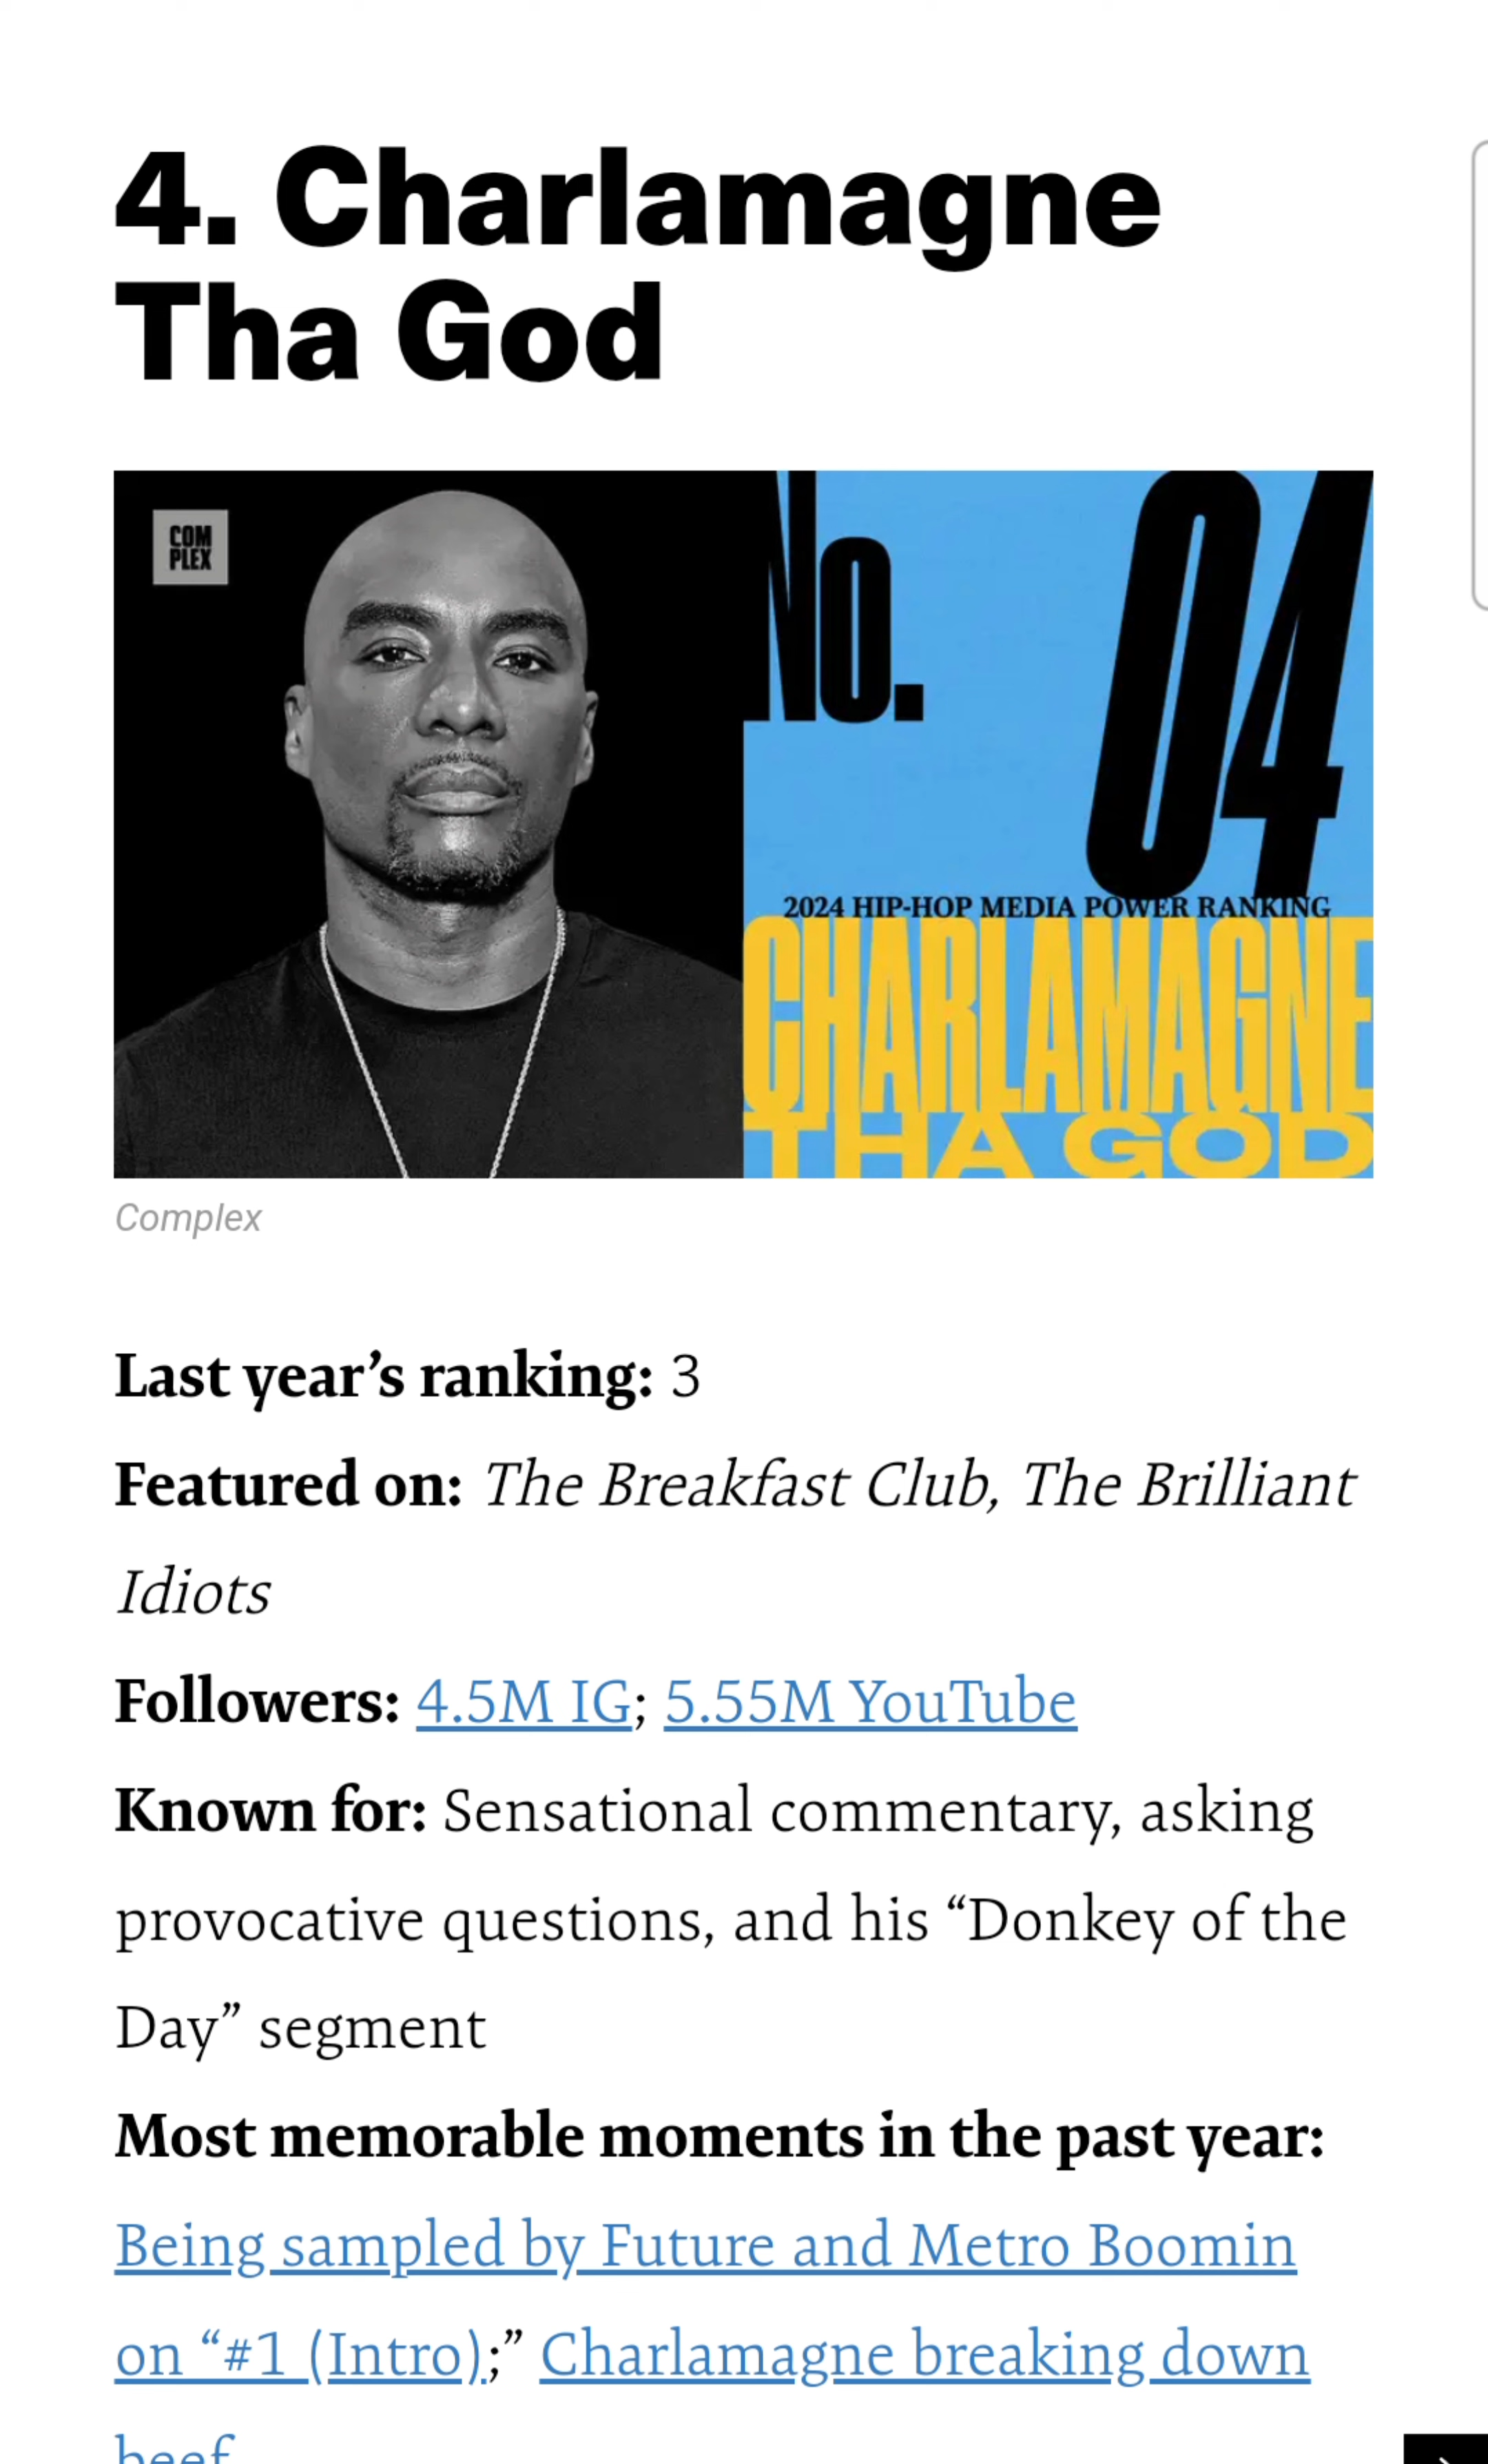 4. Charlamagne
Tha God
COM
PLEX
No.
04
2024 HIP-HOP MEDIA POWER RANKING
CHARLAMAGNE
THA GOD
Complex
Last year’s ranking: 3
Featured on: The Breakfast Club, The Brilliant
Idiots
Followers: 4.5M IG; 5.55M YouTube
Known for: Sensational commentary, asking
provocative questions, and his “Donkey of the
Day” segment
Most memorable moments in the past year:
Being sampled by Future and Metro Boomin
on “#1 (Intro);” Charlamagne breaking down
beef